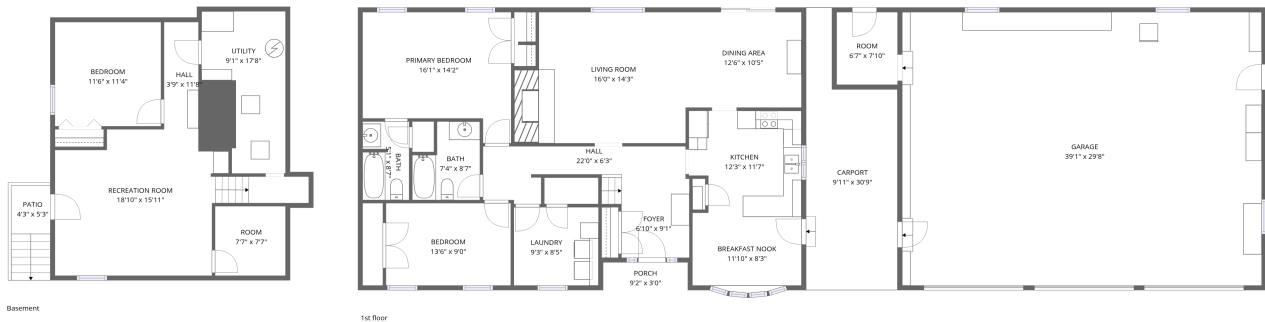 BEDROOM
11'6" x 11'4"
HALL
3'9" x 11'8"
UTILITY
9'1" x 17'8"
RECREATION ROOM
18'10" x 15'11"
PATIO
4'3" x 5'3"
ROOM
7'7" x 7'7"
Basement
PRIMARY BEDROOM
16'1" x 14'2"
LIVING ROOM
16'0" x 14'3"
DINING AREA
12'6" x 10'5"
BATH
5'1" x 8'7"
BATH
7'4" x 8'7"
HALL
22'0" x 6'3"
KITCHEN
12'3" x 11'7"
BEDROOM
13'6" x 9'0"
LAUNDRY
9'3" x 8'5"
FOYER
6'10" x 9'1"
BREAKFAST NOOK
11'10" x 8'3"
PORCH
9'2" x 3'0"
ROOM
6'7" x 7'10"
CARPORT
9'11" x 30'9"
GARAGE
39'1" x 29'8"
1st floor